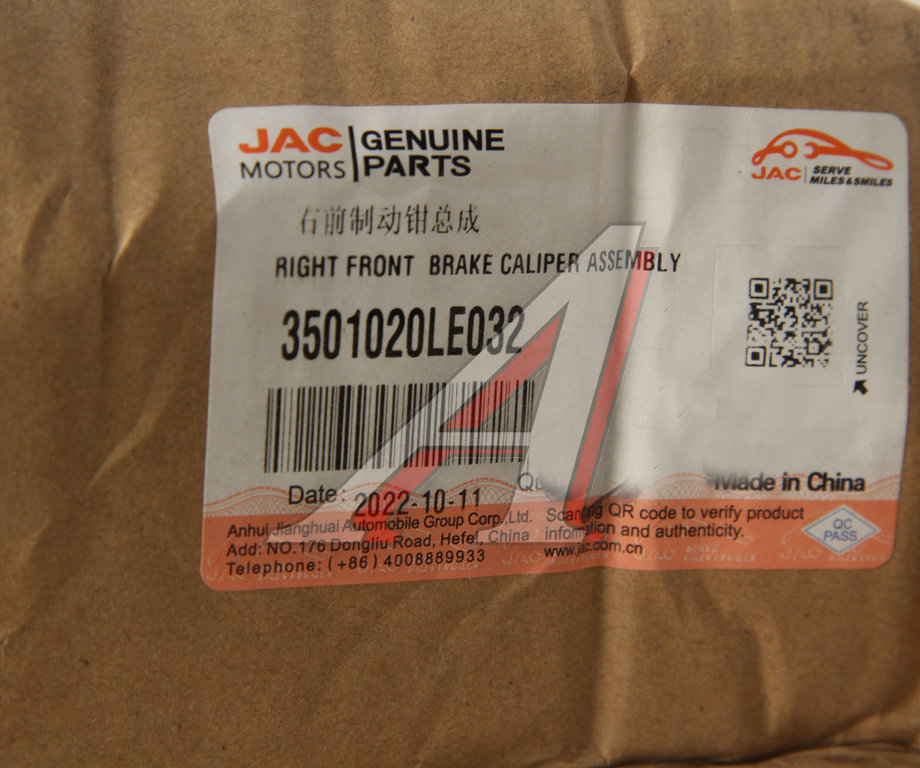 JAC MOTORS
GENUINE PARTS
JAC SERVE MILES & SMILES
右前制动钳总成
RIGHT FRONT BRAKE CALIPER ASSEMBLY
3501020LE032
UNCOVER
Date: 2022-10-11
Made in China
Anhui Jianghuai Automobile Group Corp., Ltd.
Add: NO.176 Dongliu Road, Hefei, China
Telephone: (+86) 4008889933
Scanning QR code to verify product
information and authenticity.
www.jac.com.cn
QC PASS